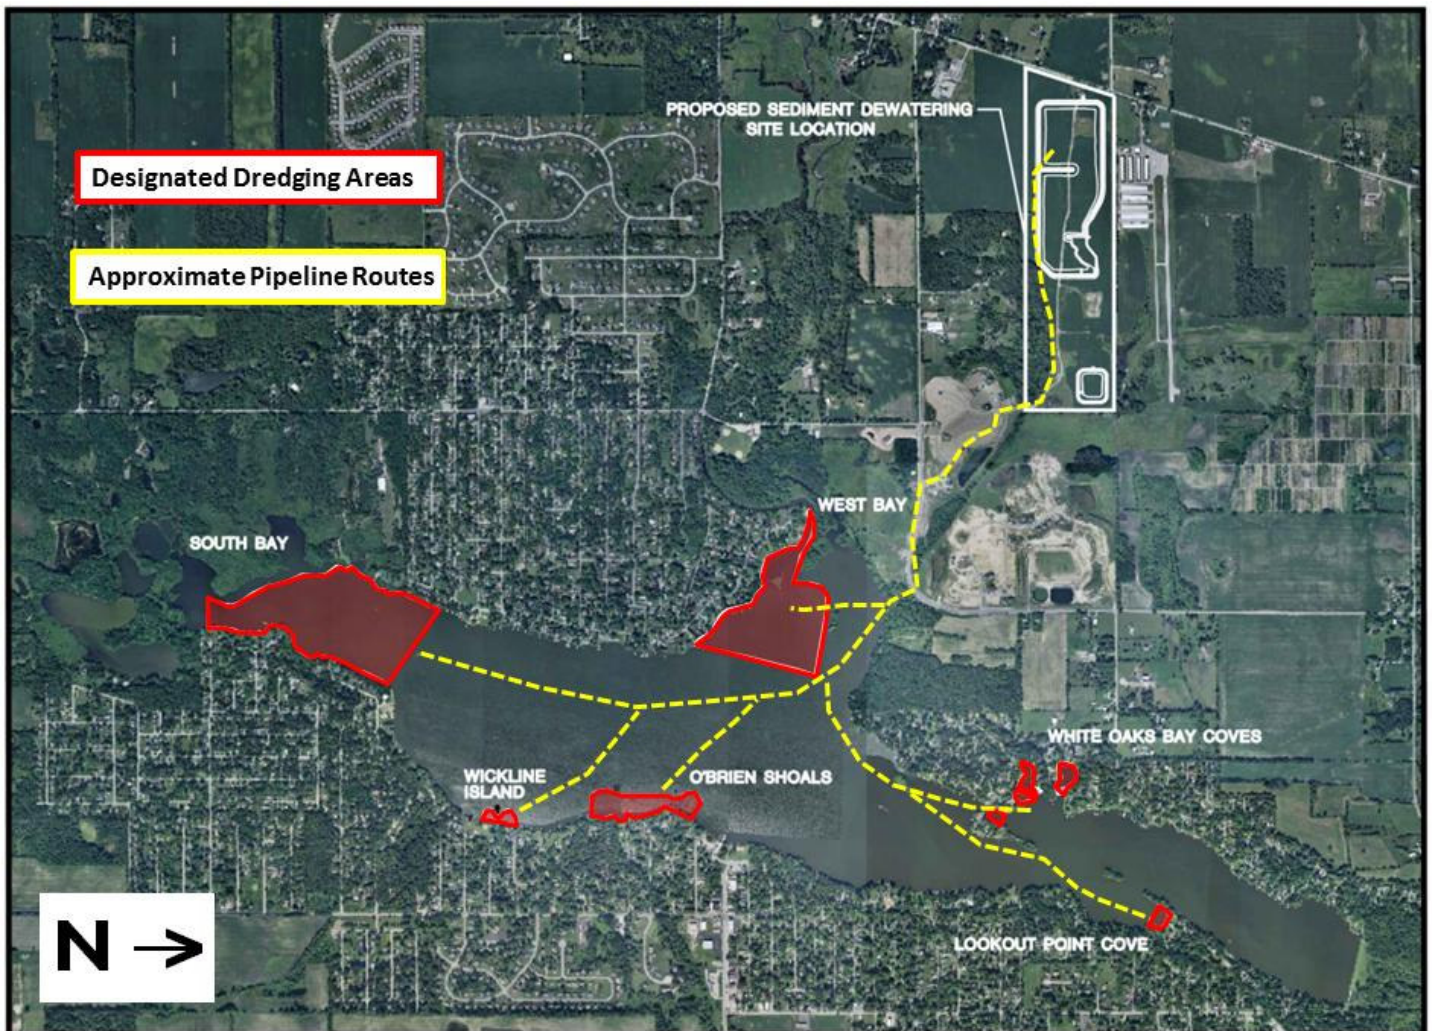 PROPOSED SEDIMENT DEWATERING
SITE LOCATION
Designated Dredging Areas
Approximate Pipeline Routes
WEST BAY
SOUTH BAY
WHITE OAKS BAY COVES
WICKLINE
ISLAND
O'BRIEN SHOALS
LOOKOUT POINT COVE
N →